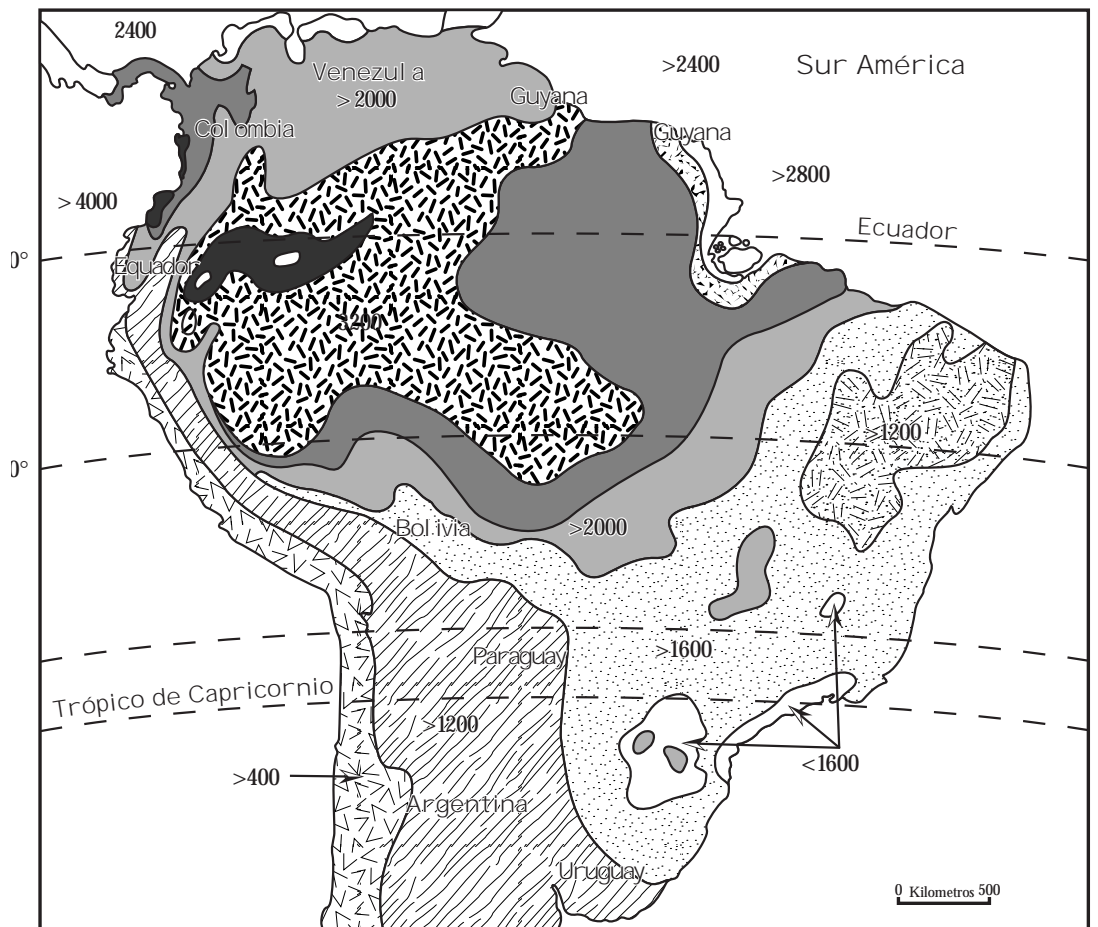 2400
>2400
Sur América
Venezul a
>2000
Guyana
Col ombia
Guyana
>2800
>4000
Ecuador
0°
Equador
3200
>1200
0°
Bol ivia
>2000
>1600
Paraguay
Trópico de Capricornio
>1200
<1600
>400
Argentina
Uruguay
0 Kilometros 500